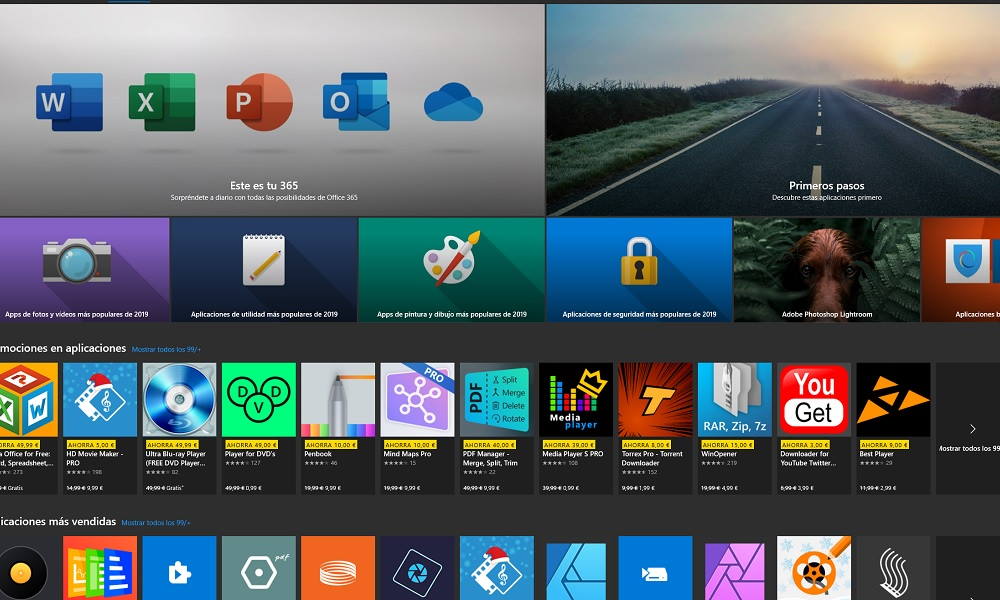 W
X
P
O
Este es tu 365
Sorpréndete a diario con todas las posibilidades de Office 365
Primeros pasos
Descubre estas aplicaciones primero
Apps de fotos y vídeos más populares de 2019
Aplicaciones de utilidad más populares de 2019
Apps de pintura y dibujo más populares de 2019
Aplicaciones de seguridad más populares de 2019
Adobe Photoshop Lightroom
Aplicaciones b
mociones en aplicaciones
Mostrar todos los 99/+
X
W
D D
V
PRO
PDF
Split
Merge
Delete
Rotate
Media
player
T
RAR, Zip, 7z
You
Get
ORRA 49,99 €
a Office for Free:
d, Spreadsheet,...
273
Gratis
AHORRA 5,00 €
HD Movie Maker -
PRO
198
14,99 € 9,99 €
AHORRA 49,99 €
Ultra Blu-ray Player
(FREE DVD Player...
82
49,99 € Gratis*
AHORRA 49,00 €
Player for DVD's
127
49,99 € 0,99 €
AHORRA 10,00 €
Penbook
46
19,99 € 9,99 €
AHORRA 10,00 €
Mind Maps Pro
15
19,99 € 9,99 €
AHORRA 40,00 €
PDF Manager -
Merge, Split, Trim
22
49,99 € 9,99 €
AHORRA 39,00 €
Media Player S PRO
108
39,99 € 0,99 €
AHORRA 8,00 €
Torrex Pro - Torrent
Downloader
152
9,99 € 1,99 €
AHORRA 15,00 €
WinOpener
219
19,99 € 4,99 €
AHORRA 3,00 €
Downloader for
YouTube Twitter...
6,99 € 3,99 €
AHORRA 9,00 €
Best Player
29
11,99 € 2,99 €
Mostrar todos los 99
icaciones más vendidas
Mostrar todos los 99/+
pdf